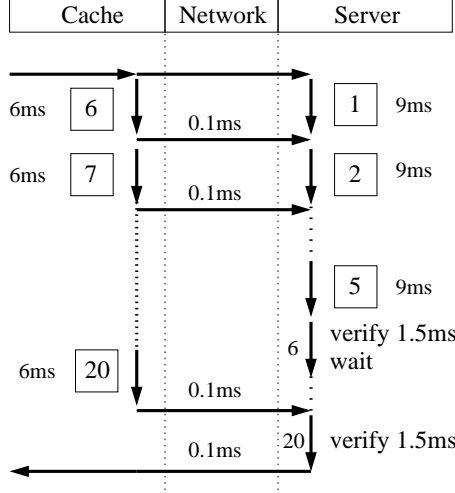 Cache Network Server
6ms 6 1 9ms
0.1ms
6ms 7 2 9ms
0.1ms
5 9ms
6 verify 1.5ms
wait
6ms 20
0.1ms
0.1ms 20 verify 1.5ms